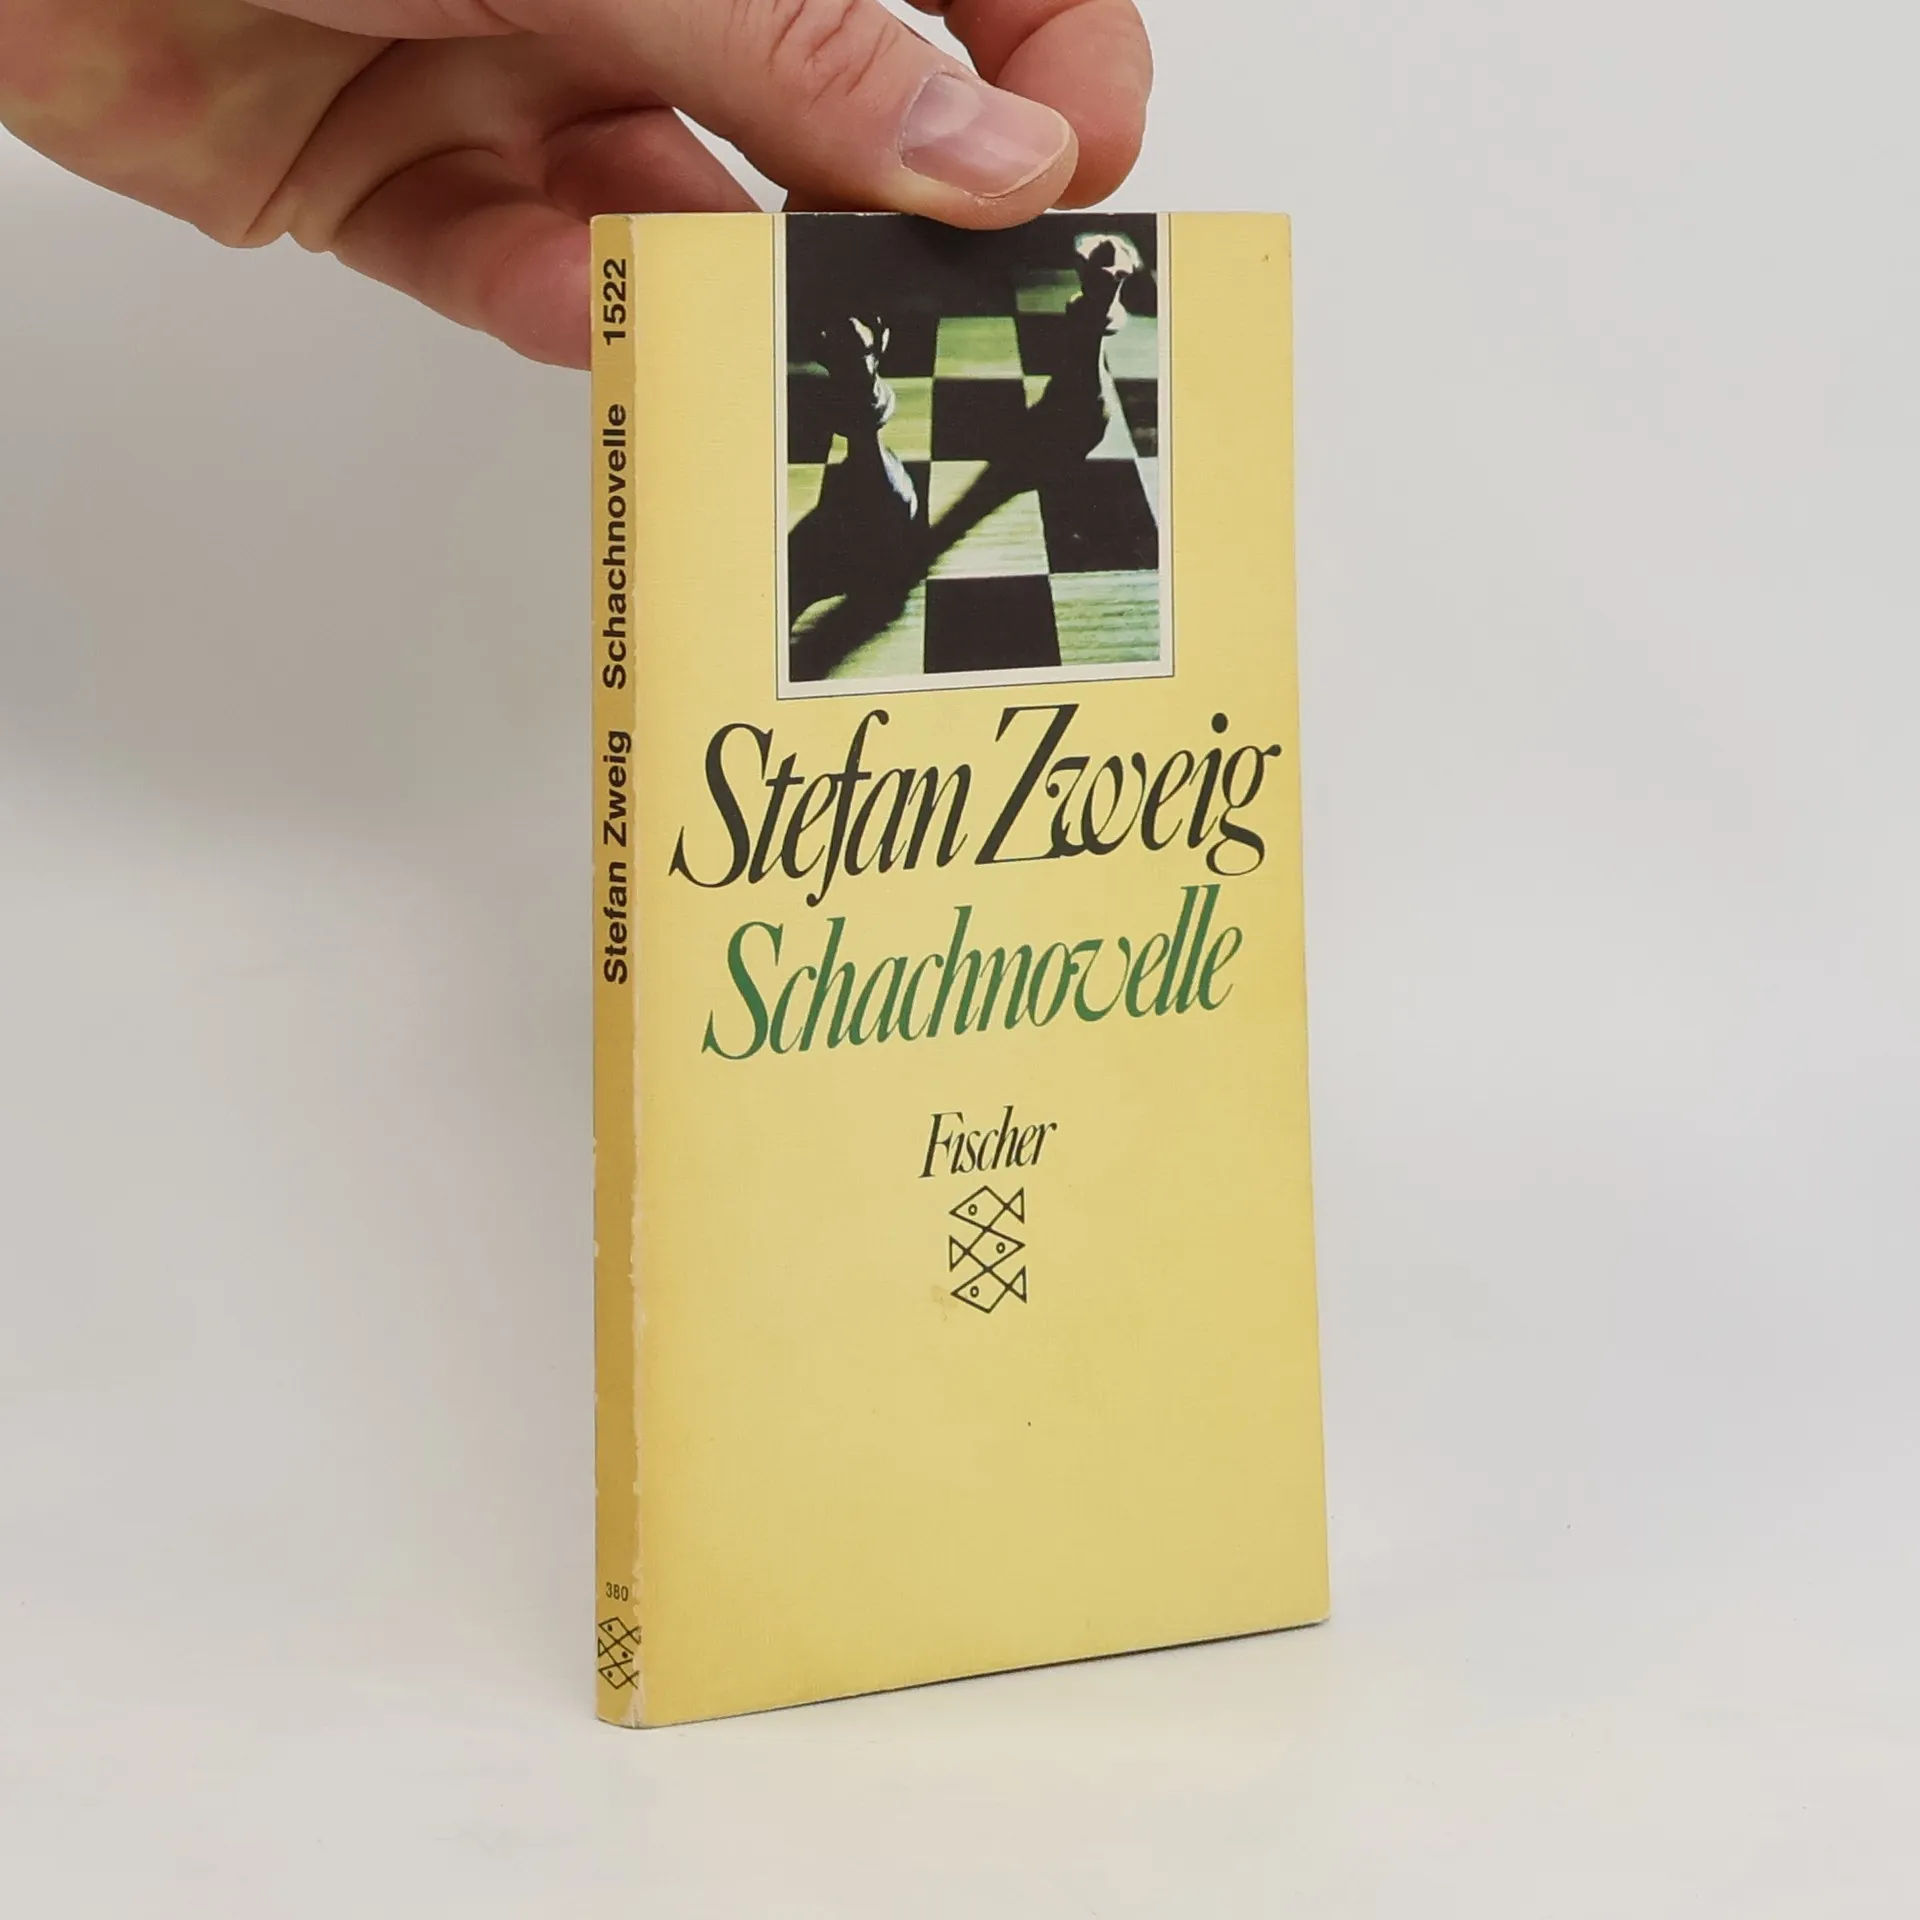 Stefan Zweig Schachnovelle 1522
380
Stefan Zweig
Schachnovelle
Fischer